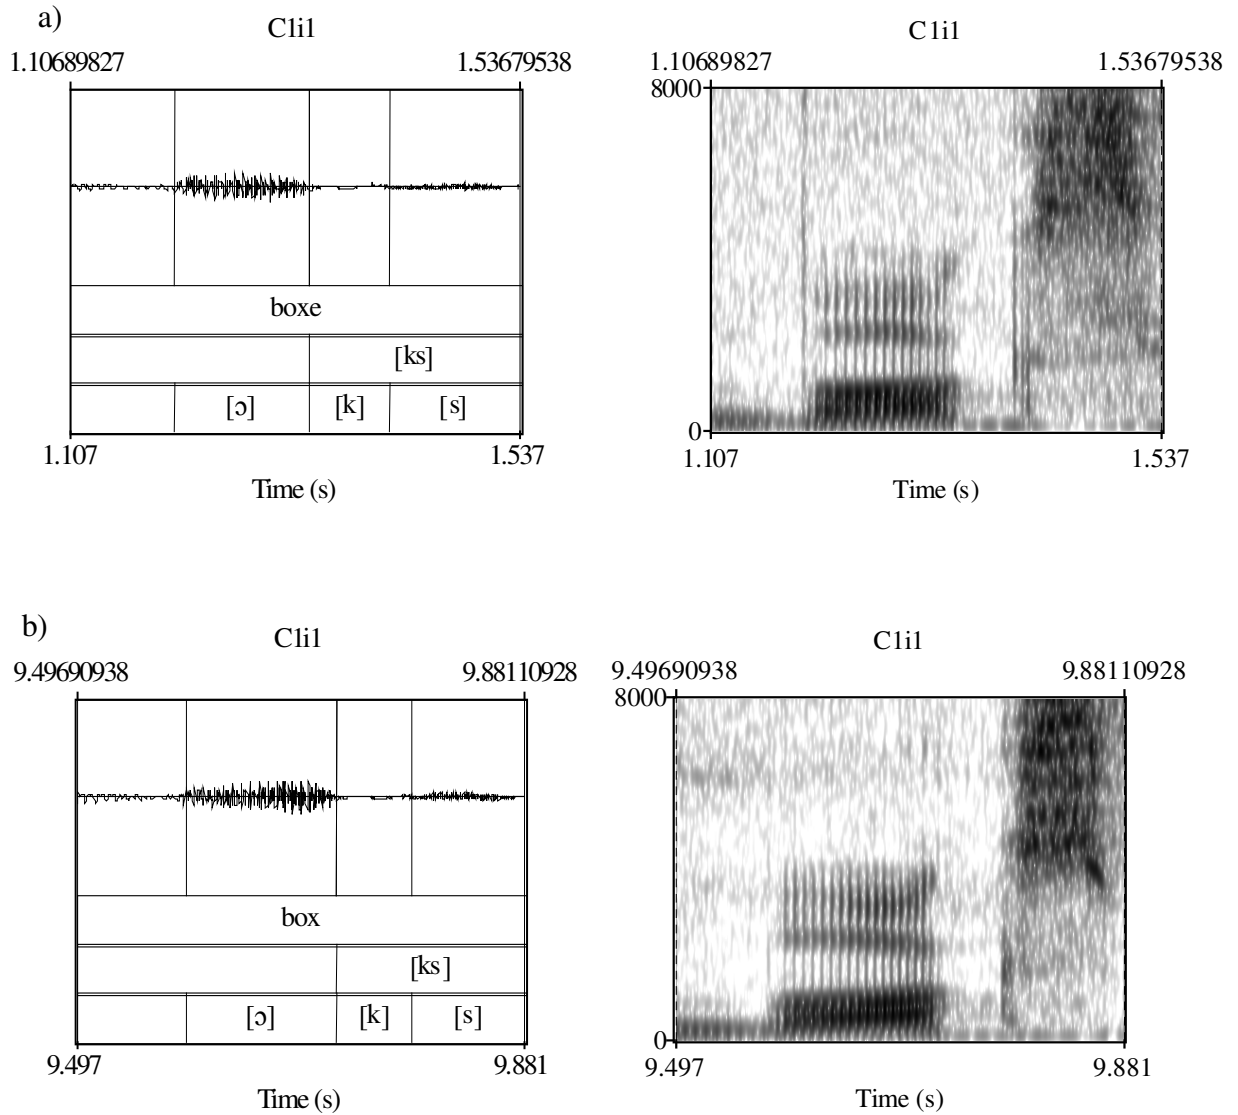 a)
C1i1
1.10689827 1.53679538
boxe
[ks]
[ɔ] [k] [s]
1.107 1.537
Time (s)
C1i1
1.10689827 1.53679538
8000
0
1.107 1.537
Time (s)
b)
C1i1
9.49690938 9.88110928
box
[ks]
[ɔ] [k] [s]
9.497 9.881
Time (s)
C1i1
9.49690938 9.88110928
8000
0
9.497 9.881
Time (s)